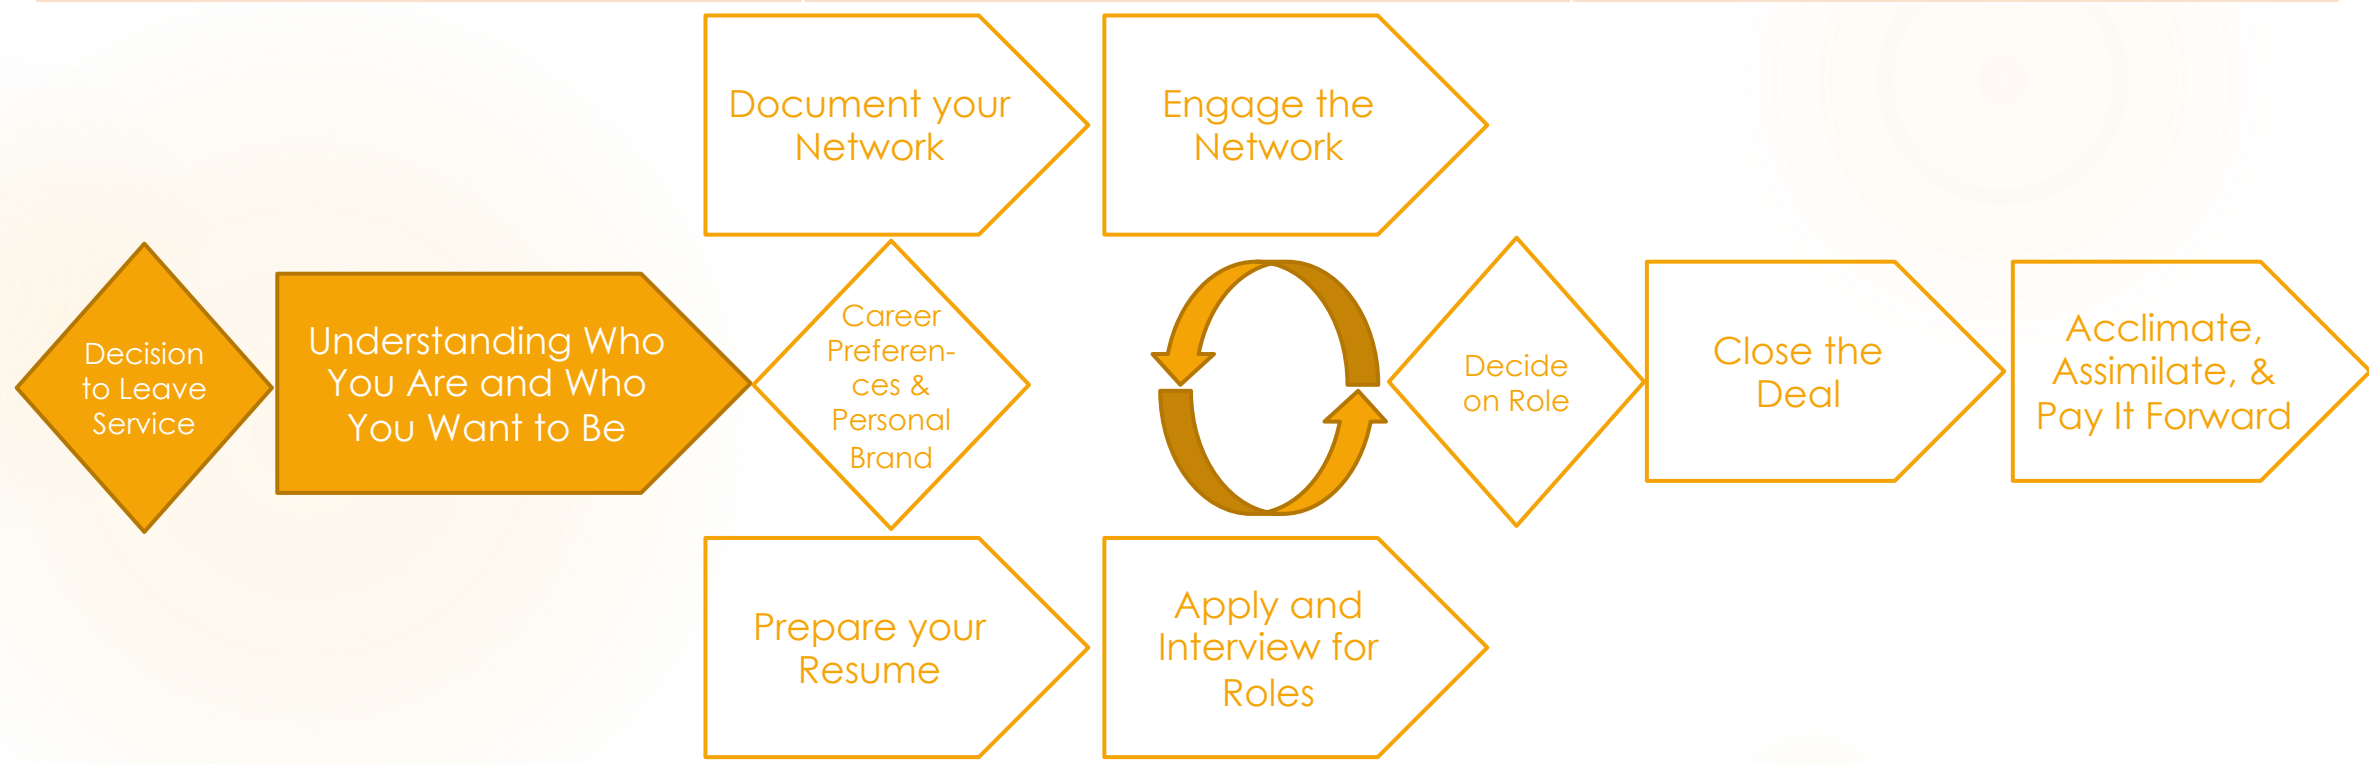 Decision
to Leave
Service
Understanding Who
You Are and Who
You Want to Be
Document your
Network
Engage the
Network
Career
Preferen-
ces &
Personal
Brand
Prepare your
Resume
Apply and
Interview for
Roles
Decide
on Role
Close the
Deal
Acclimate,
Assimilate, &
Pay It Forward